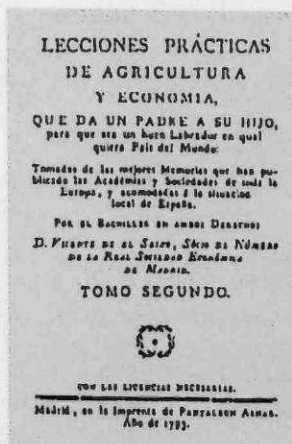 LECCIONES PRÁCTICAS
DE AGRICULTURA
Y ECONOMIA,
QUE DA UN PADRE A SU HIJO,
para que sea un buen Labrador en qual
quiera Pais del Mundo:
Tomadas de las mejores Memorias que han pu-
blicado las Académias y Sociedades de toda la
Europa, y acomodadas á la situacion
local de España.
POR EL BACHILLER EN AMBOS DERECHOS
D. VICENTE DE EL SEIXO, SÓCIO DE NÚMERO
DE LA REAL SOCIEDAD ECONÓMICA
DE MADRID.
TOMO SEGUNDO.
CON LAS LICENCIAS NECESARIAS.
Madrid, en la Imprenta de PANTALEON AZNAR.
Año de 1793.